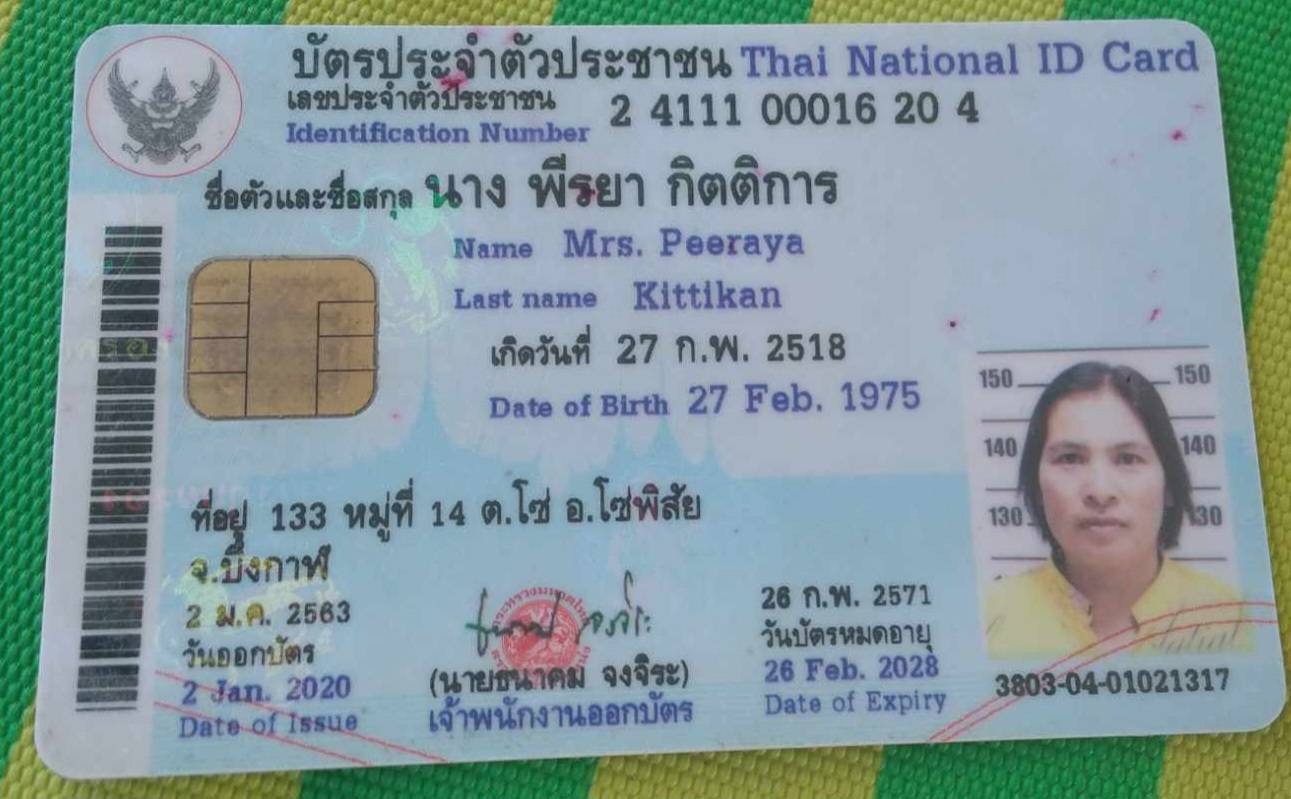 บัตรประจำตัวประชาชน Thai National ID Card
เลขประจำตัวประชาชน 2 4111 00016 20 4
Identification Number
ชื่อตัวและชื่อสกุล นาง พีรยา กิตติการ
Name Mrs. Peeraya
Last name Kittikan
เกิดวันที่ 27 ก.พ. 2518
Date of Birth 27 Feb. 1975
ที่อยู่ 133 หมู่ที่ 14 ต.โซ่ อ.โซ่พิสัย
จ.บึงกาฬ
2 ม.ค. 2563
วันออกบัตร
2 Jan. 2020
Date of Issue
(นายธนาคม จงจิระ)
เจ้าพนักงานออกบัตร
26 ก.พ. 2571
วันบัตรหมดอายุ
26 Feb. 2028
Date of Expiry
150 150
140 140
130 30
3803-04-01021317